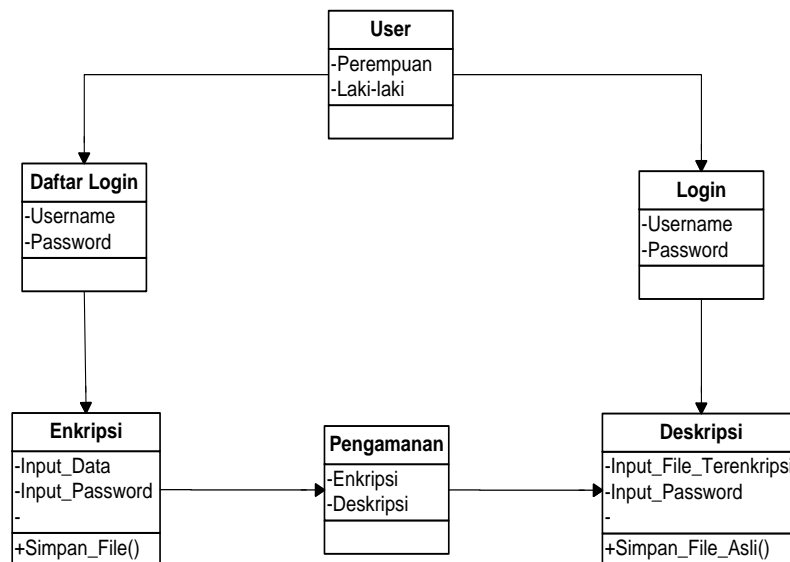 User
-Perempuan
-Laki-laki
Daftar Login
-Username
-Password
Login
-Username
-Password
Enkripsi
-Input_Data
-Input_Password
-
+Simpan_File()
Pengamanan
-Enkripsi
-Deskripsi
Deskripsi
-Input_File_Terenkripsi
-Input_Password
-
+Simpan_File_Asli()